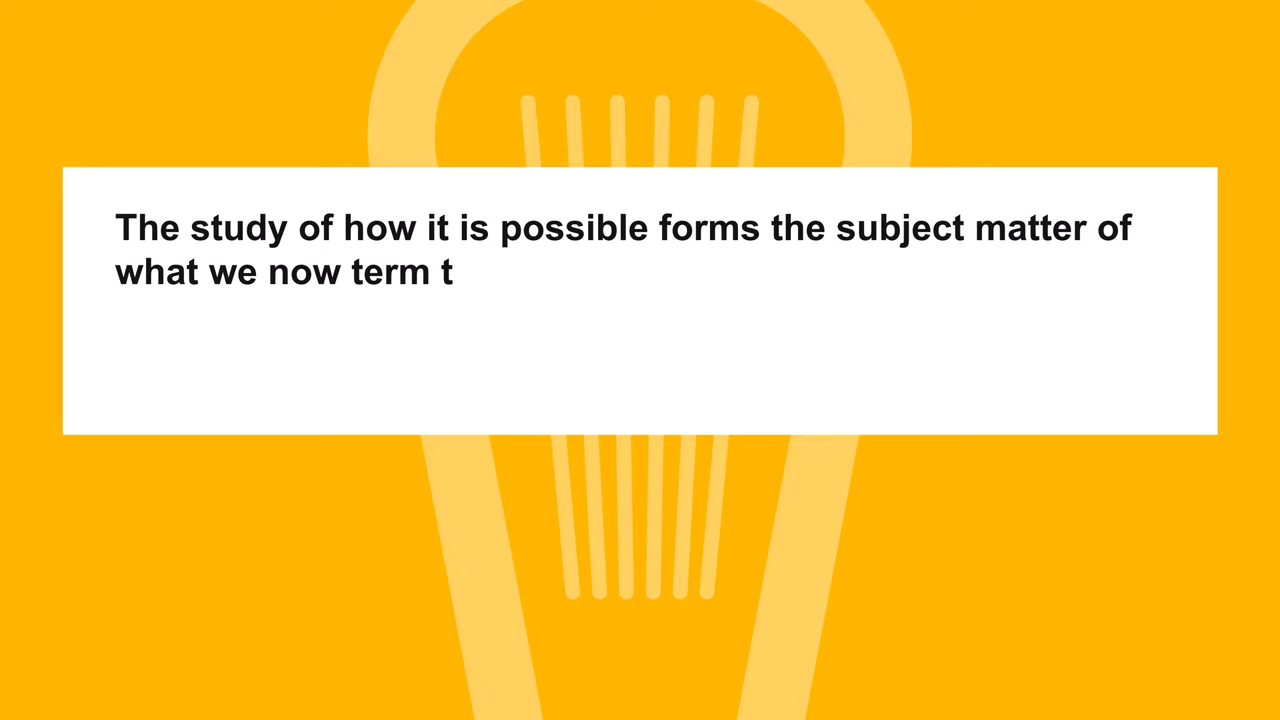 The study of how it is possible forms the subject matter of
what we now term t